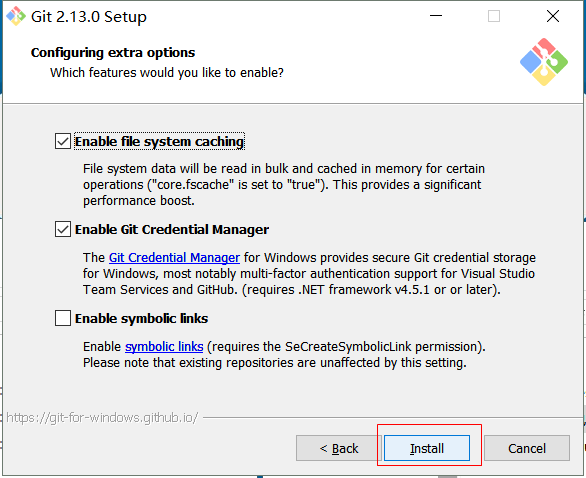 Git 2.13.0 Setup
Configuring extra options
Which features would you like to enable?
Enable file system caching
File system data will be read in bulk and cached in memory for certain
operations ("core.fscache" is set to "true"). This provides a significant
performance boost.
Enable Git Credential Manager
The Git Credential Manager for Windows provides secure Git credential storage
for Windows, most notably multi-factor authentication support for Visual Studio
Team Services and GitHub. (requires .NET framework v4.5.1 or or later).
Enable symbolic links
Enable symbolic links (requires the SeCreateSymbolicLink permission).
Please note that existing repositories are unaffected by this setting.
https://git-for-windows.github.io/
< Back Install Cancel